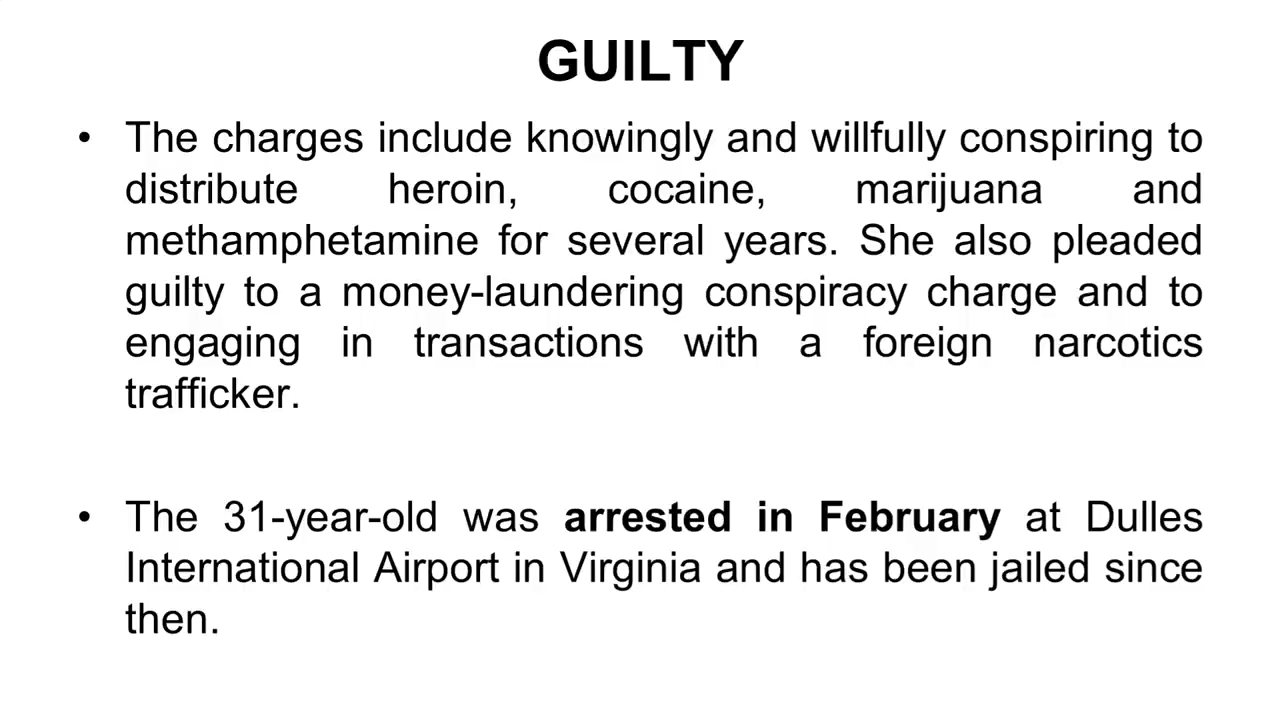 GUILTY
• The charges include knowingly and willfully conspiring to
distribute heroin, cocaine, marijuana and
methamphetamine for several years. She also pleaded
guilty to a money-laundering conspiracy charge and to
engaging in transactions with a foreign narcotics
trafficker.
• The 31-year-old was arrested in February at Dulles
International Airport in Virginia and has been jailed since
then.